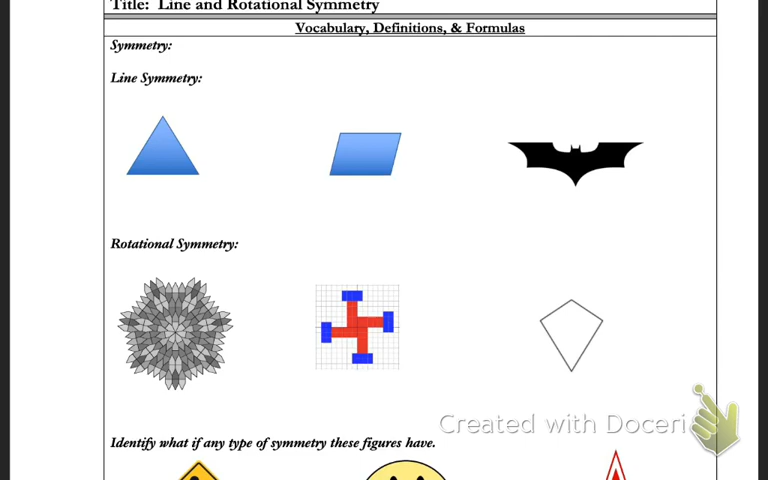 Title: Line and Rotational Symmetry
Vocabulary, Definitions, & Formulas
Symmetry:
Line Symmetry:
Rotational Symmetry:
Created with Doceri
Identify what if any type of symmetry these figures have.